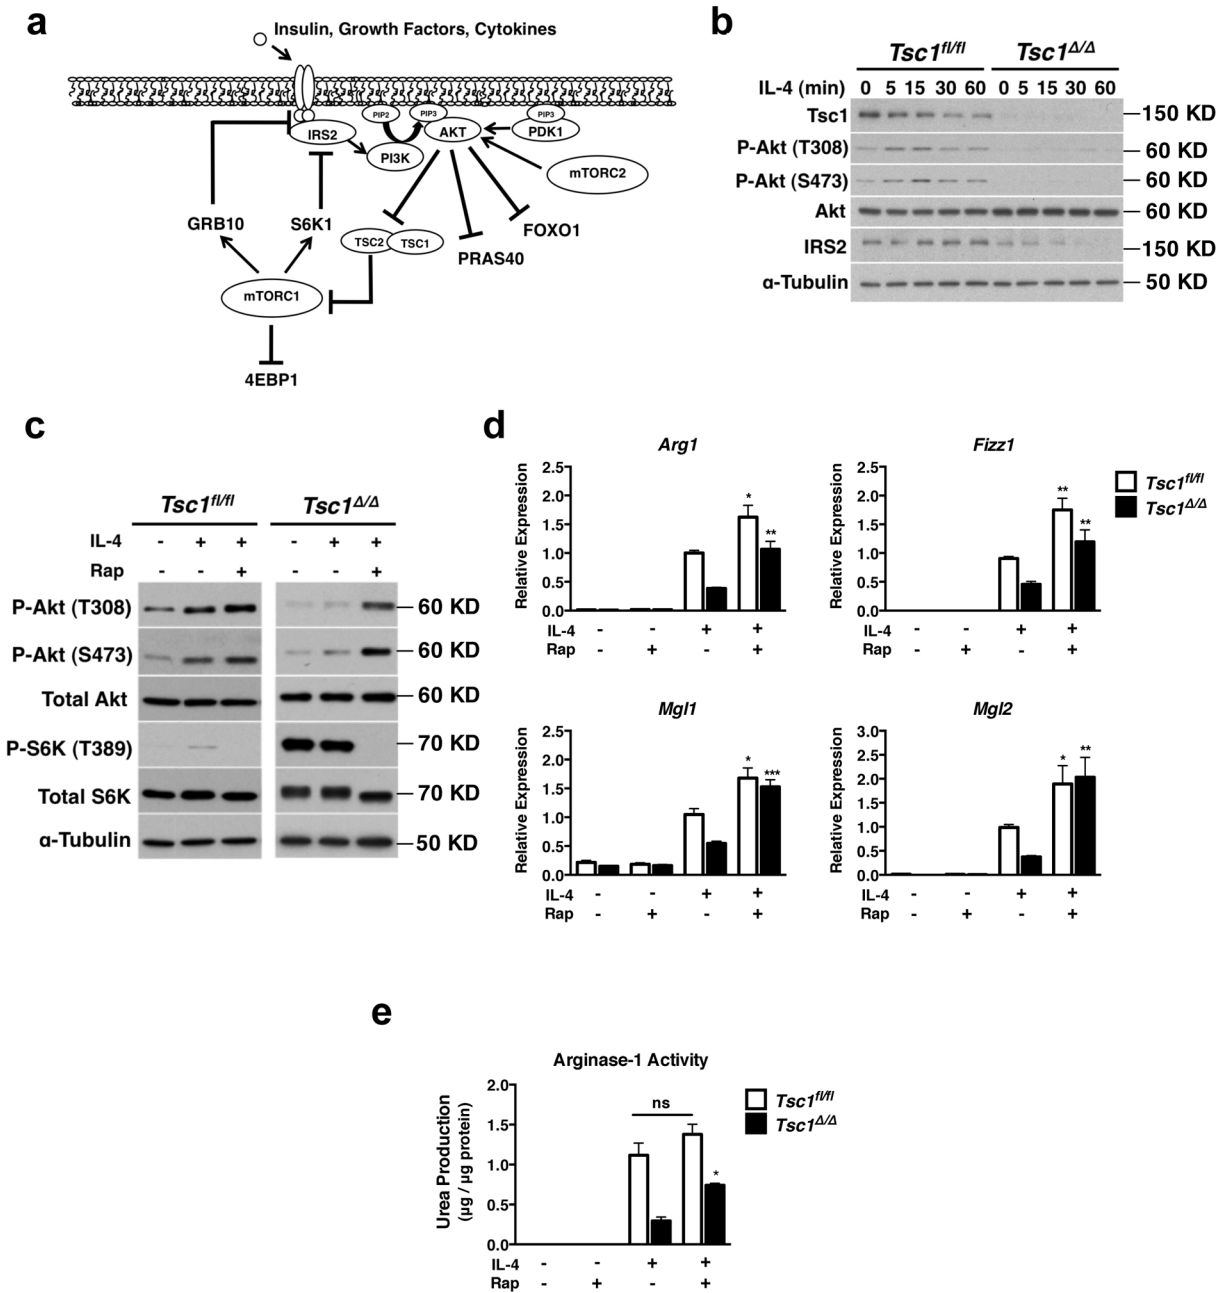 a
Insulin, Growth Factors, Cytokines
PIP2
PIP3
PIP3
IRS2
AKT
PDK1
PI3K
mTORC2
GRB10
S6K1
FOXO1
TSC2
TSC1
PRAS40
mTORC1
4EBP1
b
Tsc1fl/fl Tsc1Δ/Δ
IL-4 (min) 0 5 15 30 60 0 5 15 30 60
Tsc1 150 KD
P-Akt (T308) 60 KD
P-Akt (S473) 60 KD
Akt 60 KD
IRS2 150 KD
α-Tubulin 50 KD
c
Tsc1fl/fl Tsc1Δ/Δ
IL-4 - + + - + +
Rap - - + - - +
P-Akt (T308) 60 KD
P-Akt (S473) 60 KD
Total Akt 60 KD
P-S6K (T389) 70 KD
Total S6K 70 KD
α-Tubulin 50 KD
d
Arg1
Relative Expression
2.5
2.0
1.5
1.0
0.5
0.0
*
**
IL-4 - - + +
Rap - + - +
Fizz1
Relative Expression
2.5
2.0
1.5
1.0
0.5
0.0
**
**
IL-4 - - + +
Rap - + - +
Tsc1fl/fl
Tsc1Δ/Δ
Mgl1
Relative Expression
2.5
2.0
1.5
1.0
0.5
0.0
*
***
IL-4 - - + +
Rap - + - +
Mgl2
Relative Expression
3.0
2.5
2.0
1.5
1.0
0.5
0.0
*
**
IL-4 - - + +
Rap - + - +
e
Arginase-1 Activity
Urea Production
(µg / µg protein)
2.0
1.5
1.0
0.5
0.0
ns
*
IL-4 - - + +
Rap - + - +
Tsc1fl/fl
Tsc1Δ/Δ